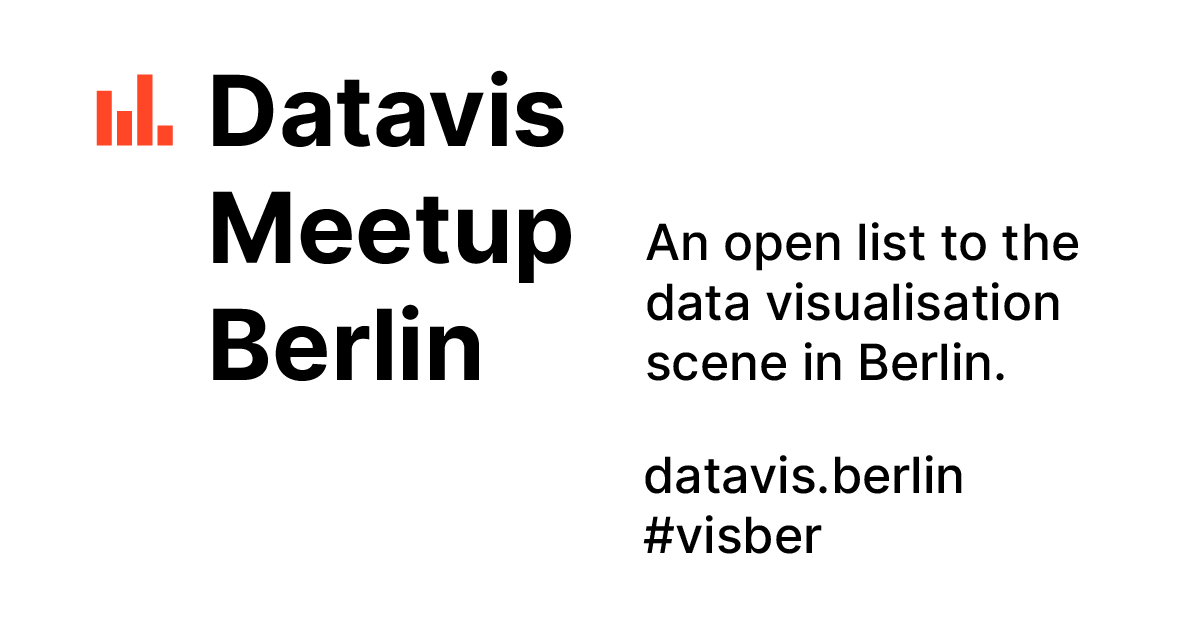 Datavis
Meetup
Berlin
An open list to the
data visualisation
scene in Berlin.
datavis.berlin
#visber